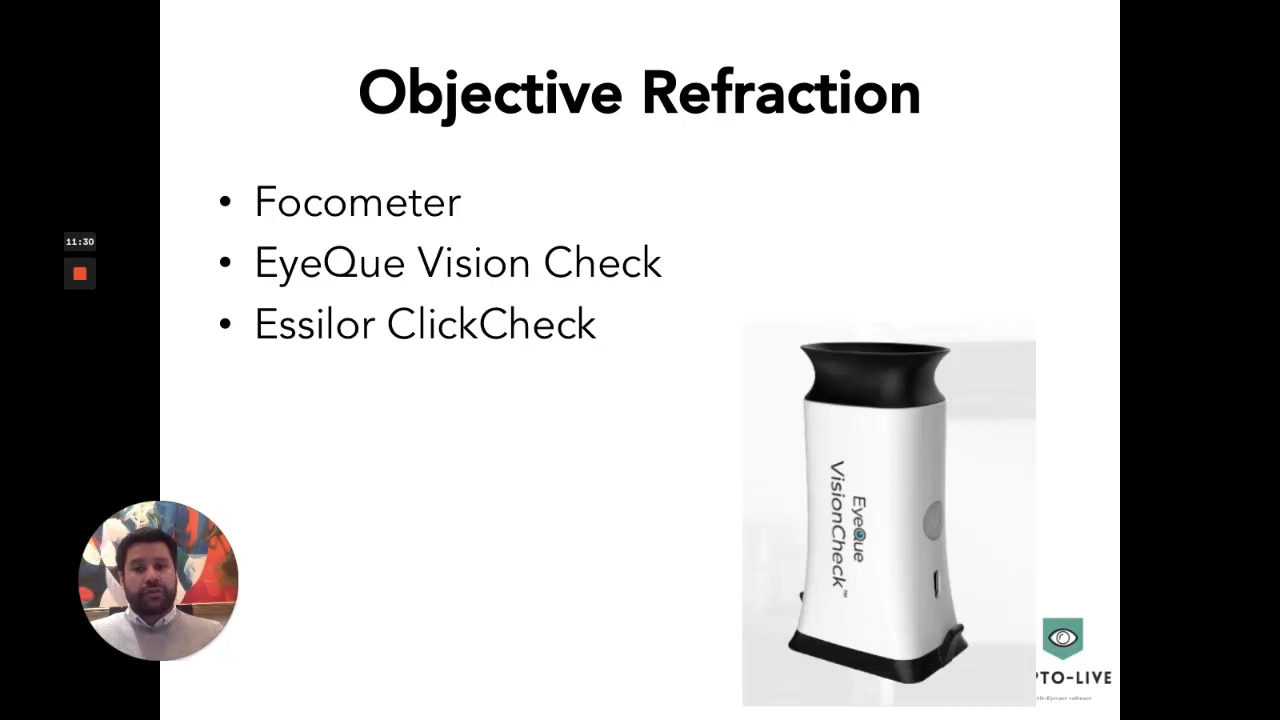 Objective Refraction
• Focometer
• EyeQue Vision Check
• Essilor ClickCheck
11:30
EyeQue
VisionCheck™
PTO-LIVE